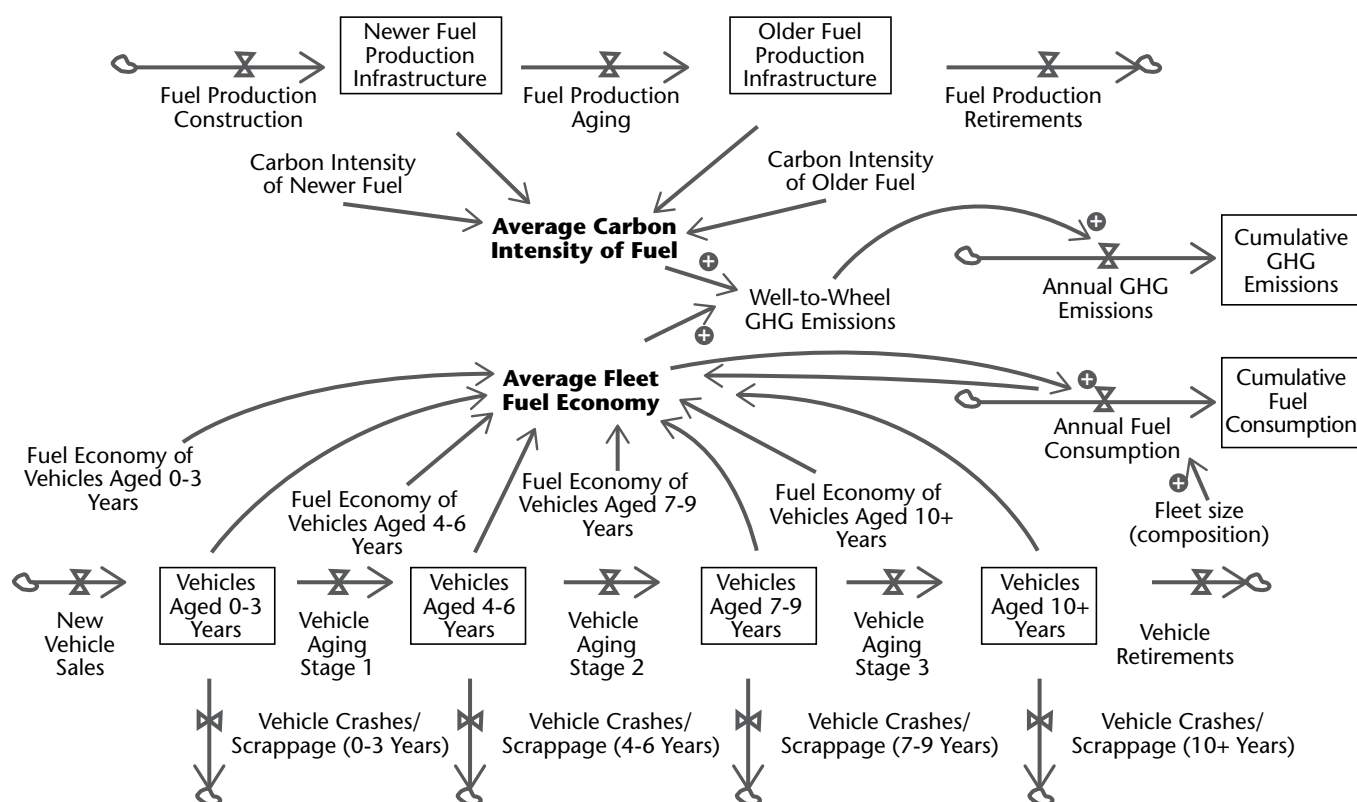 Newer Fuel
Production
Infrastructure
Older Fuel
Production
Infrastructure
Fuel Production
Construction
Fuel Production
Aging
Fuel Production
Retirements
Carbon Intensity
of Newer Fuel
Carbon Intensity
of Older Fuel
Average Carbon
Intensity of Fuel
+
+
Well-to-Wheel
GHG Emissions
+
Annual GHG
Emissions
Cumulative
GHG
Emissions
Average Fleet
Fuel Economy
+
Annual Fuel
Consumption
Cumulative
Fuel
Consumption
+
Fleet size
(composition)
Fuel Economy of
Vehicles Aged 0-3
Years
Fuel Economy of
Vehicles Aged 4-6
Years
Fuel Economy of
Vehicles Aged 7-9
Years
Fuel Economy of
Vehicles Aged 10+
Years
New
Vehicle
Sales
Vehicles
Aged 0-3
Years
Vehicle
Aging
Stage 1
Vehicles
Aged 4-6
Years
Vehicle
Aging
Stage 2
Vehicles
Aged 7-9
Years
Vehicle
Aging
Stage 3
Vehicles
Aged 10+
Years
Vehicle
Retirements
Vehicle Crashes/
Scrappage (0-3 Years)
Vehicle Crashes/
Scrappage (4-6 Years)
Vehicle Crashes/
Scrappage (7-9 Years)
Vehicle Crashes/
Scrappage (10+ Years)